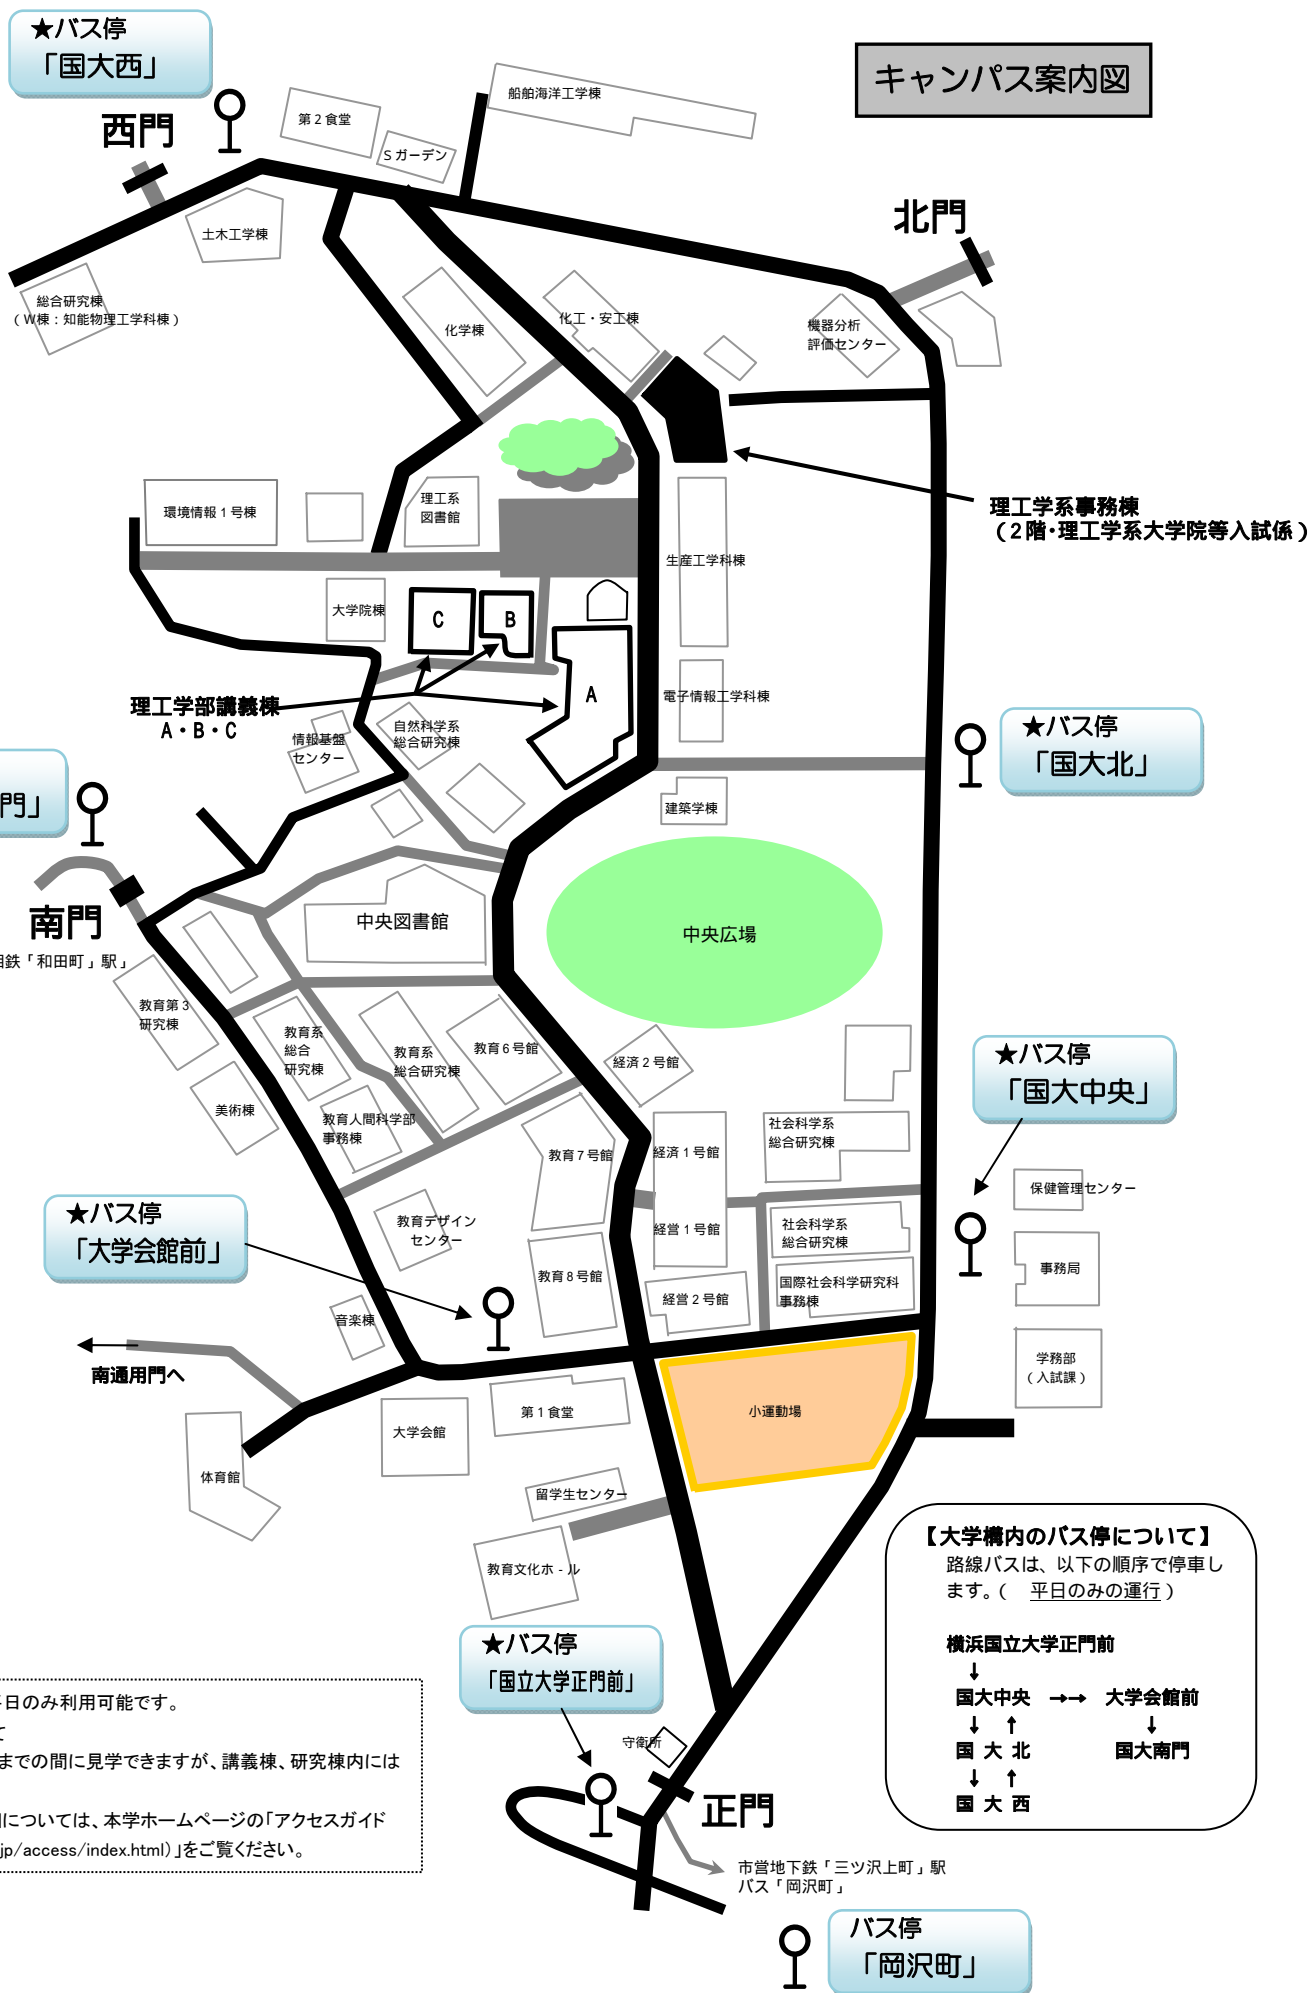 ★バス停
「国大西」
西門
キャンパス案内図
船舶海洋工学棟
第2食堂
Sガーデン
土木工学棟
北門
総合研究棟
（W棟：知能物理工学科棟）
化学棟
化工・安工棟
機器分析
評価センター
環境情報1号棟
理工系
図書館
理工学系事務棟
（2階・理工学系大学院等入試係）
生産工学科棟
大学院棟
C
B
A
理工学部講義棟
A・B・C
電子情報工学科棟
自然科学系
総合研究棟
情報基盤
センター
★バス停
「国大北」
門」
建築学棟
南門
「和田町」駅」
中央図書館
中央広場
教育第3
研究棟
教育系
総合
研究棟
教育系
総合研究棟
教育6号館
経済2号館
★バス停
「国大中央」
美術棟
教育人間科学部
事務棟
教育7号館
経済1号館
社会科学系
総合研究棟
保健管理センター
★バス停
「大学会館前」
教育デザイン
センター
経営1号館
社会科学系
総合研究棟
事務局
教育8号館
経営2号館
国際社会科学研究科
事務棟
音楽棟
南通用門へ
学務部
（入試課）
大学会館
第1食堂
小運動場
体育館
留学生センター
教育文化ホ-ル
【大学構内のバス停について】
路線バスは、以下の順序で停車し
ます。（ 平日のみの運行）
横浜国立大学正門前
↓
国大中央 →→ 大学会館前
↓ ↑ ↓
国 大 北 国大南門
↓ ↑
国 大 西
★バス停
「国立大学正門前」
日のみ利用可能です。
て
までの間に見学できますが、講義棟、研究棟内には
については、本学ホームページの「アクセスガイド
jp/access/index.html）」をご覧ください。
守衛所
正門
市営地下鉄「三ツ沢上町」駅
バス「岡沢町」
バス停
「岡沢町」